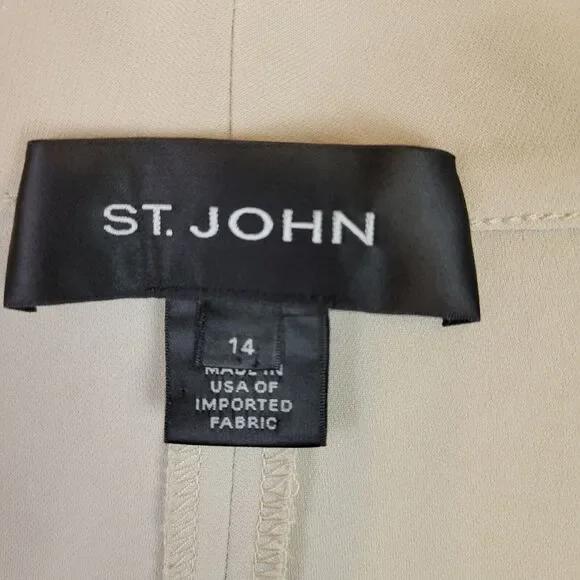 ST. JOHN
14
MADE IN
USA OF
IMPORTED
FABRIC